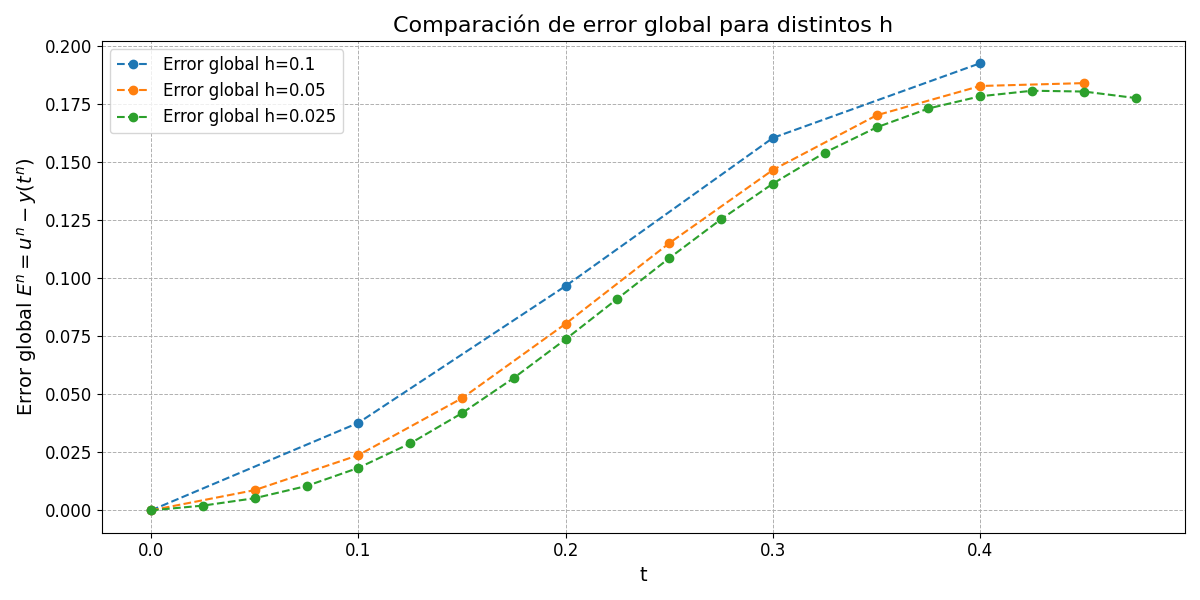 Comparación de error global para distintos h
Error global h=0.1
Error global h=0.05
Error global h=0.025
Error global $E^n = u^n - y(t^n)$
0.200
0.175
0.150
0.125
0.100
0.075
0.050
0.025
0.000
0.0 0.1 0.2 0.3 0.4
t